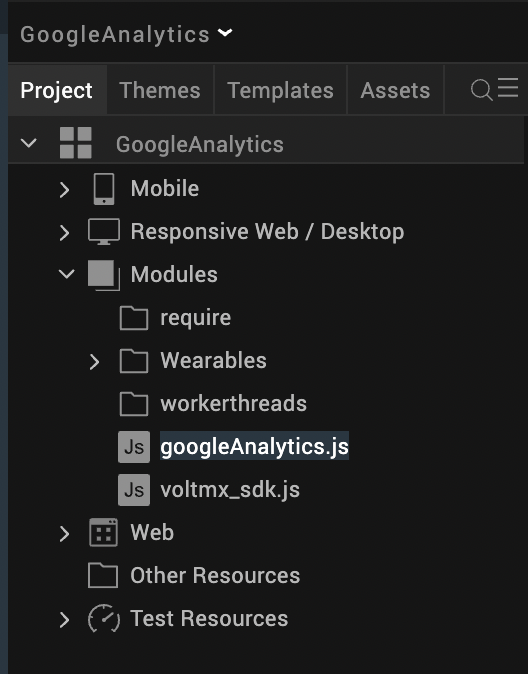 GoogleAnalytics
Project Themes Templates Assets
GoogleAnalytics
Mobile
Responsive Web / Desktop
Modules
require
Wearables
workerthreads
Js googleAnalytics.js
Js voltmx_sdk.js
Web
Other Resources
Test Resources